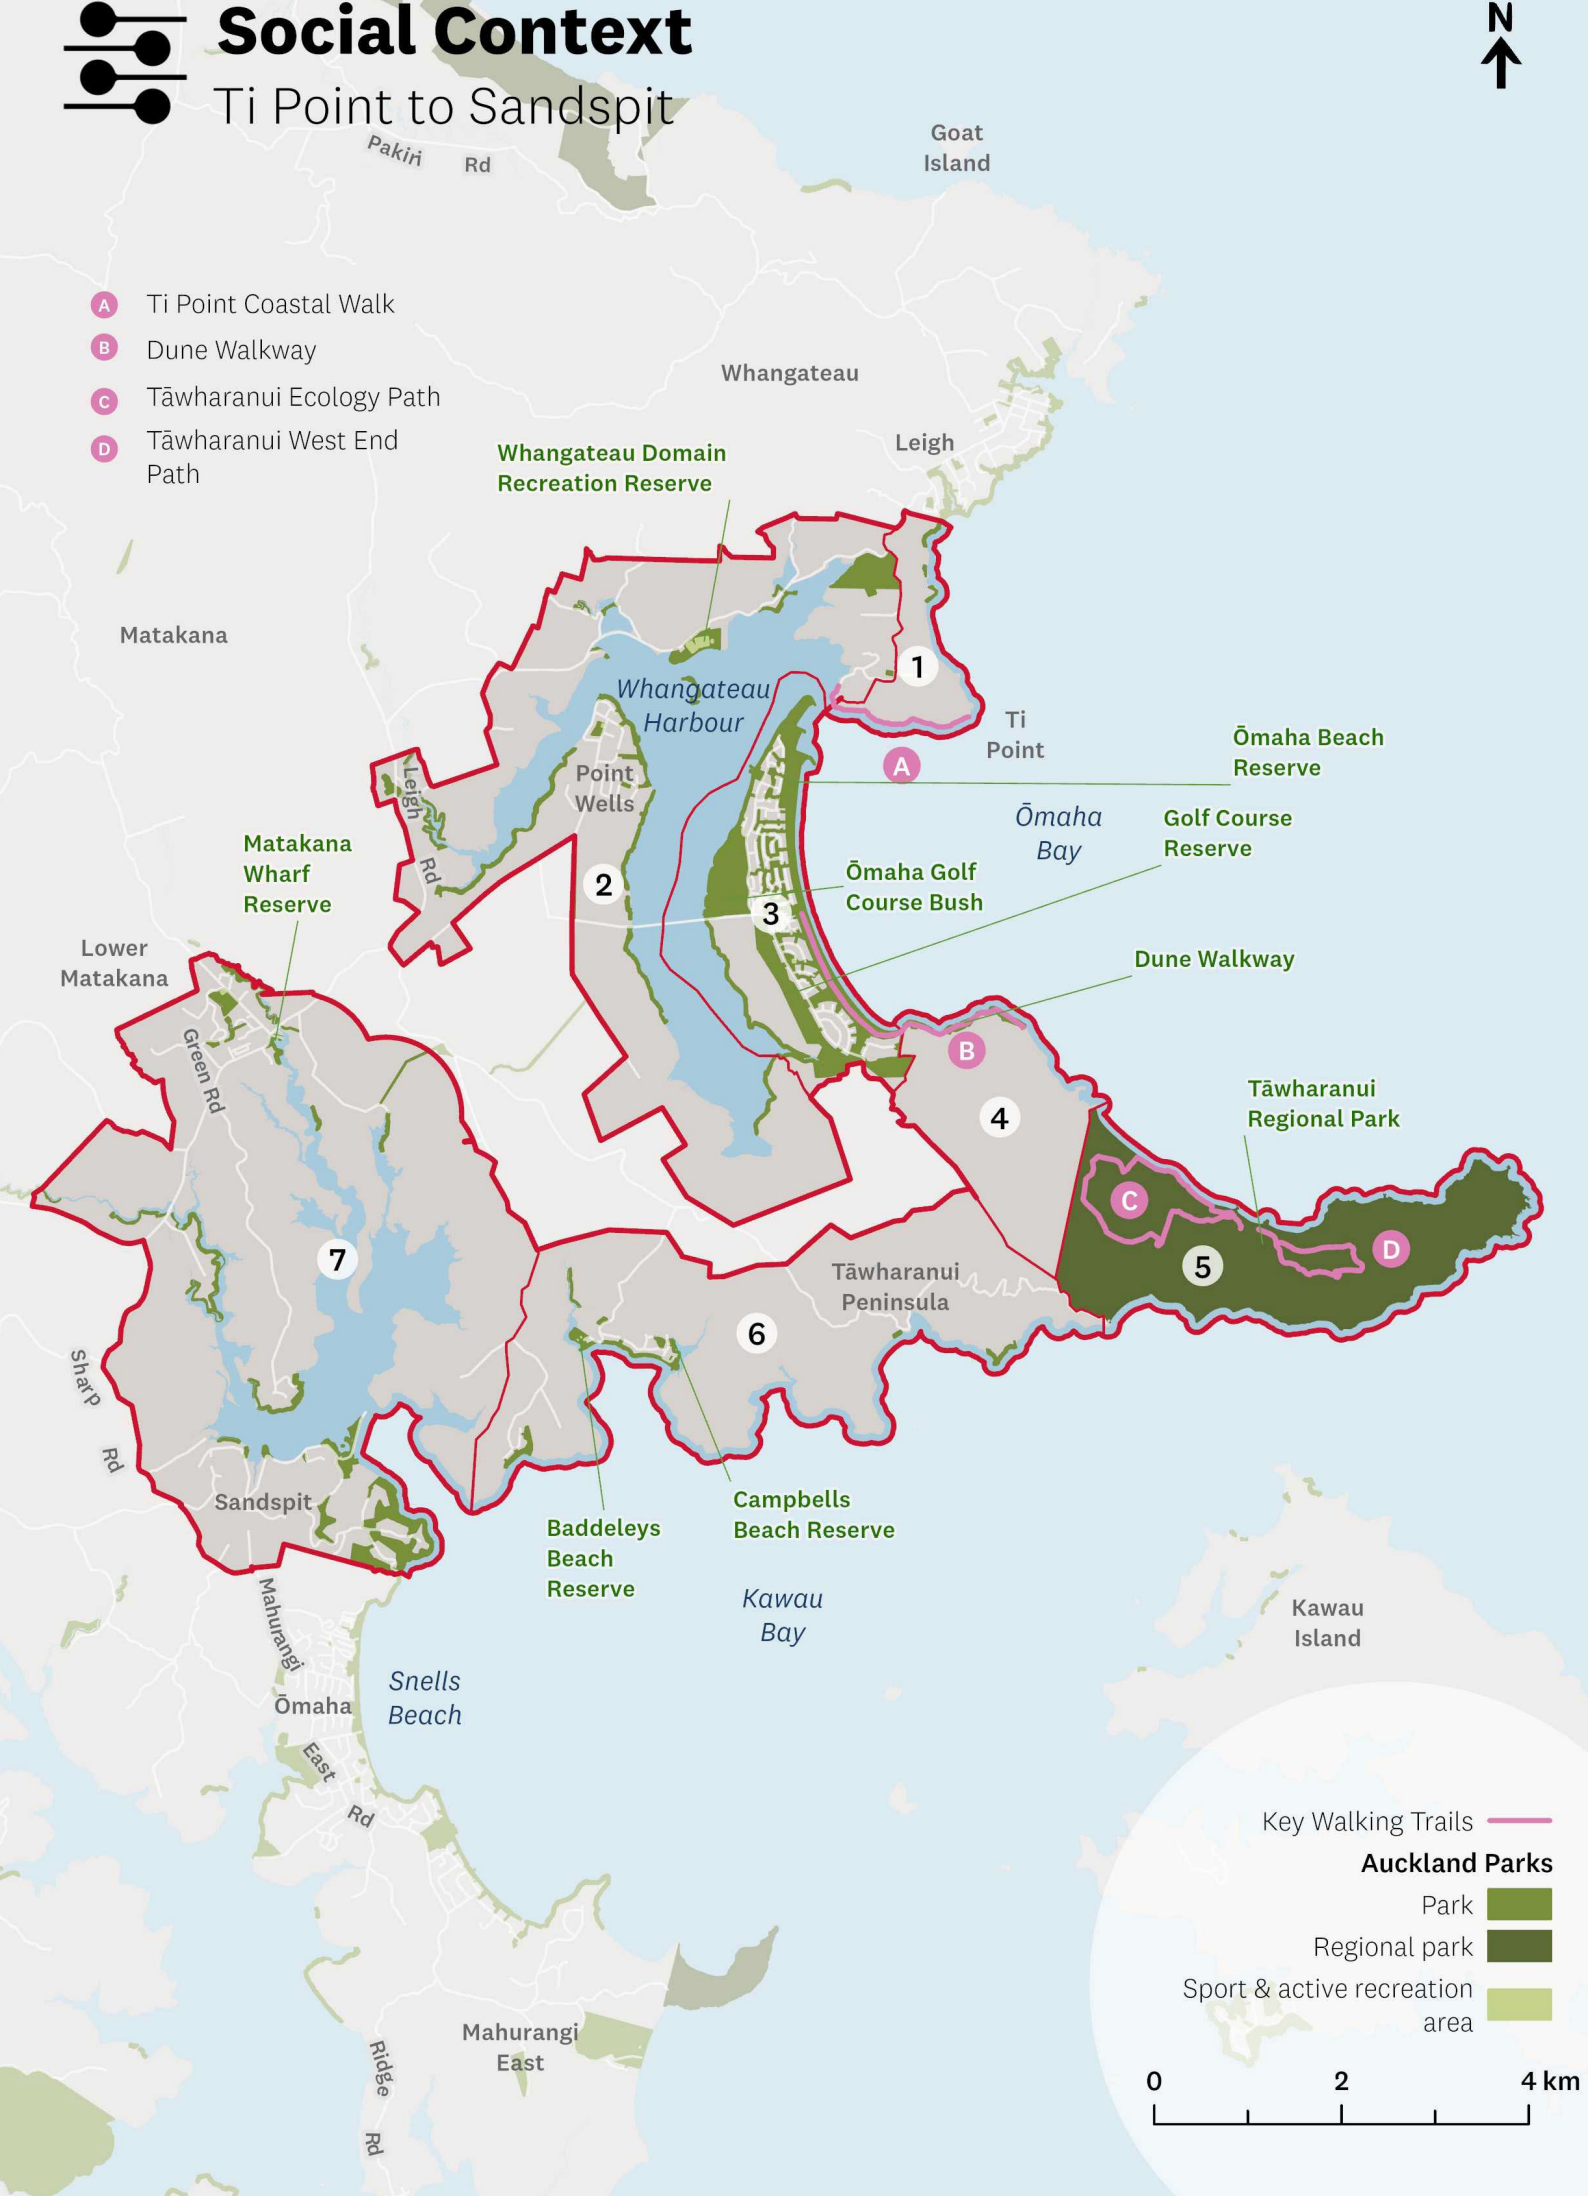 Social Context
Ti Point to Sandspit
N
Goat
Island
Pakiri Rd
A Ti Point Coastal Walk
B Dune Walkway
C Tāwharanui Ecology Path
D Tāwharanui West End
Path
Whangateau
Leigh
Whangateau Domain
Recreation Reserve
Matakana
1
Whangateau
Harbour
Ti
Point
A
Ōmaha Beach
Reserve
Point
Wells
Leigh
Rd
Ōmaha
Bay
Golf Course
Reserve
Matakana
Wharf
Reserve
2
Ōmaha Golf
Course Bush
3
Lower
Matakana
Dune Walkway
Green Rd
B
4
Tāwharanui
Regional Park
C
D
5
7
Tāwharanui
Peninsula
6
Sharp
Rd
Sandspit
Campbells
Beach Reserve
Baddeleys
Beach
Reserve
Kawau
Bay
Kawau
Island
Mahurangi
Snells
Beach
Ōmaha
East
Rd
Key Walking Trails
Auckland Parks
Park
Regional park
Sport & active recreation
area
Mahurangi
East
Ridge
Rd
0 2 4 km